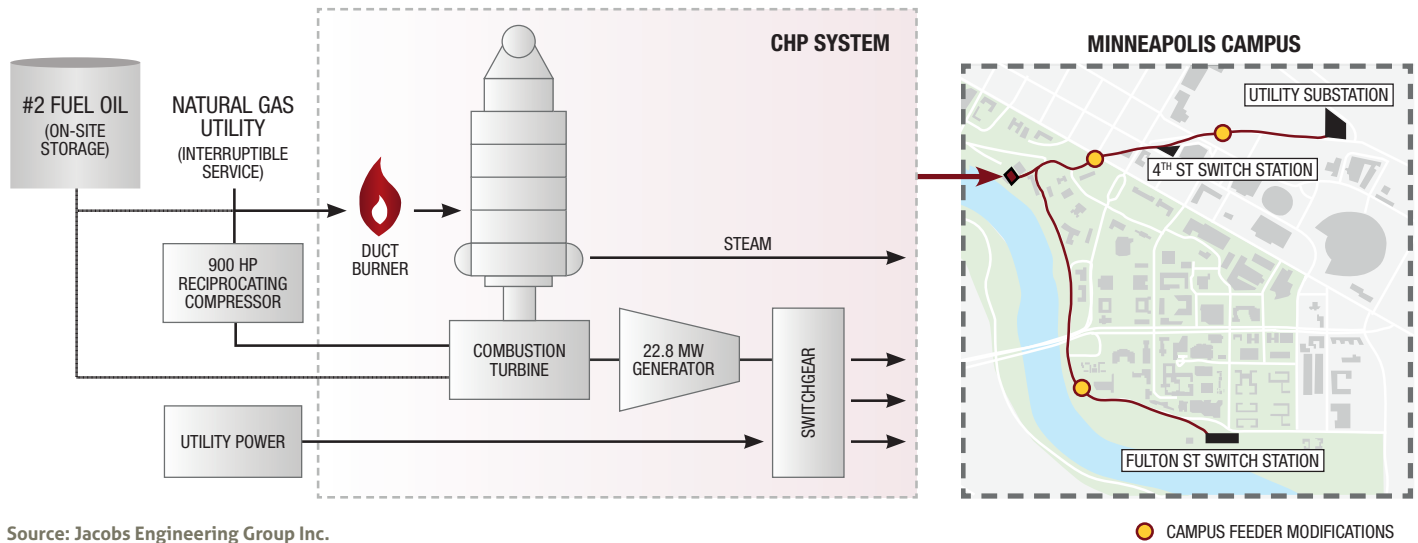 #2 FUEL OIL
(ON-SITE
STORAGE)
NATURAL GAS
UTILITY
(INTERRUPTIBLE
SERVICE)
900 HP
RECIPROCATING
COMPRESSOR
UTILITY POWER
CHP SYSTEM
DUCT
BURNER
STEAM
COMBUSTION
TURBINE
22.8 MW
GENERATOR
SWITCHGEAR
MINNEAPOLIS CAMPUS
UTILITY SUBSTATION
4TH ST SWITCH STATION
FULTON ST SWITCH STATION
Source: Jacobs Engineering Group Inc.
CAMPUS FEEDER MODIFICATIONS